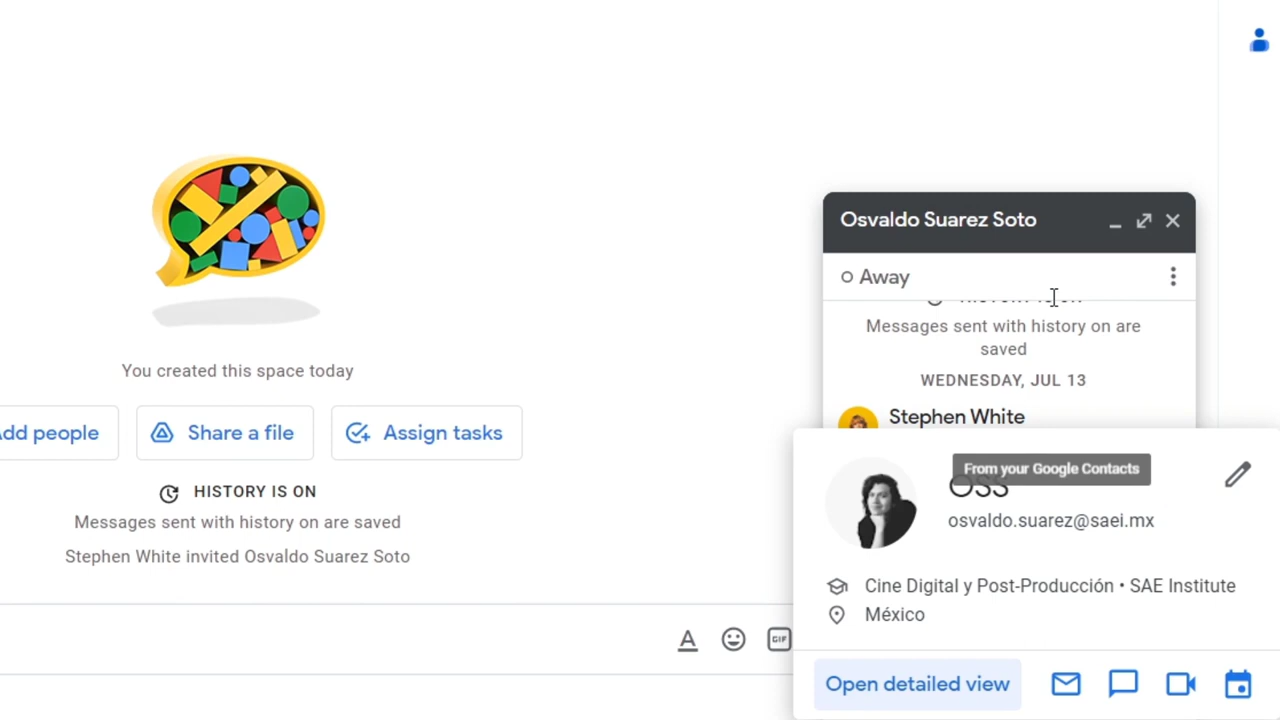 You created this space today
dd people
Share a file
Assign tasks
HISTORY IS ON
Messages sent with history on are saved
Stephen White invited Osvaldo Suarez Soto
GIF
Osvaldo Suarez Soto
Away
Messages sent with history on are
saved
WEDNESDAY, JUL 13
Stephen White
From your Google Contacts
OSS
osvaldo.suarez@saei.mx
Cine Digital y Post-Producción • SAE Institute
México
Open detailed view